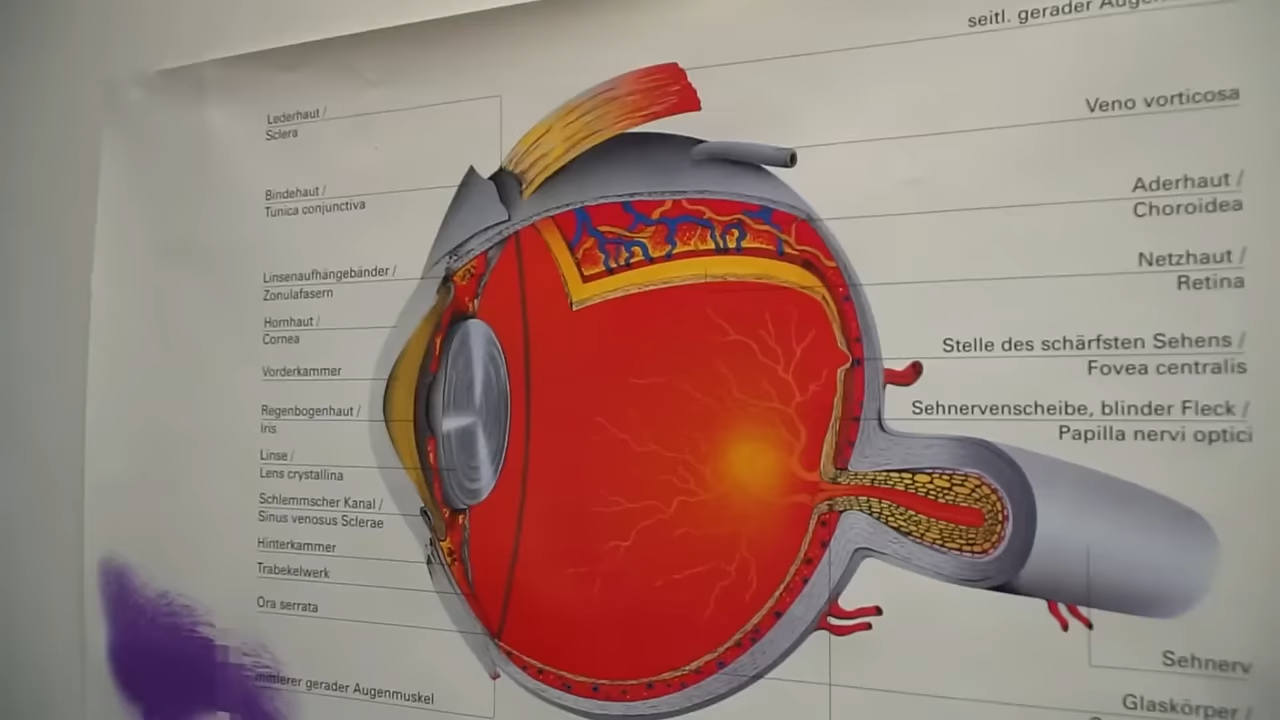 Lederhaut /
Sclera
Bindehaut /
Tunica conjunctiva
Linsenaufhängebänder /
Zonulafasern
Hornhaut /
Cornea
Vorderkammer
Regenbogenhaut /
Iris
Linse /
Lens crystallina
Schlemmscher Kanal /
Sinus venosus Sclerae
Hinterkammer
Trabekelwerk
Ora serrata
gerader Augenmuskel
seitl. gerader
Veno vorticosa
Aderhaut /
Choroidea
Netzhaut /
Retina
Stelle des schärfsten Sehens /
Fovea centralis
Sehnervenscheibe, blinder Fleck /
Papilla nervi optici
Sehnerv
Glaskörper /